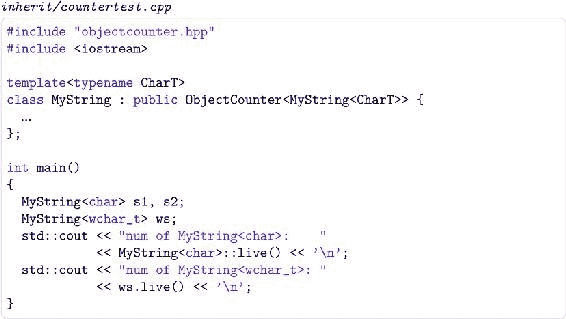 inherit/countertest.cpp
#include "objectcounter.hpp"
#include <iostream>
template<typename CharT>
class MyString : public ObjectCounter<MyString<CharT>> {
  …
};
int main()
{
  MyString<char> s1, s2;
  MyString<wchar_t> ws;
  std::cout << "num of MyString<char>:    "
            << MyString<char>::live() << '\n';
  std::cout << "num of MyString<wchar_t>: "
            << ws.live() << '\n';
}